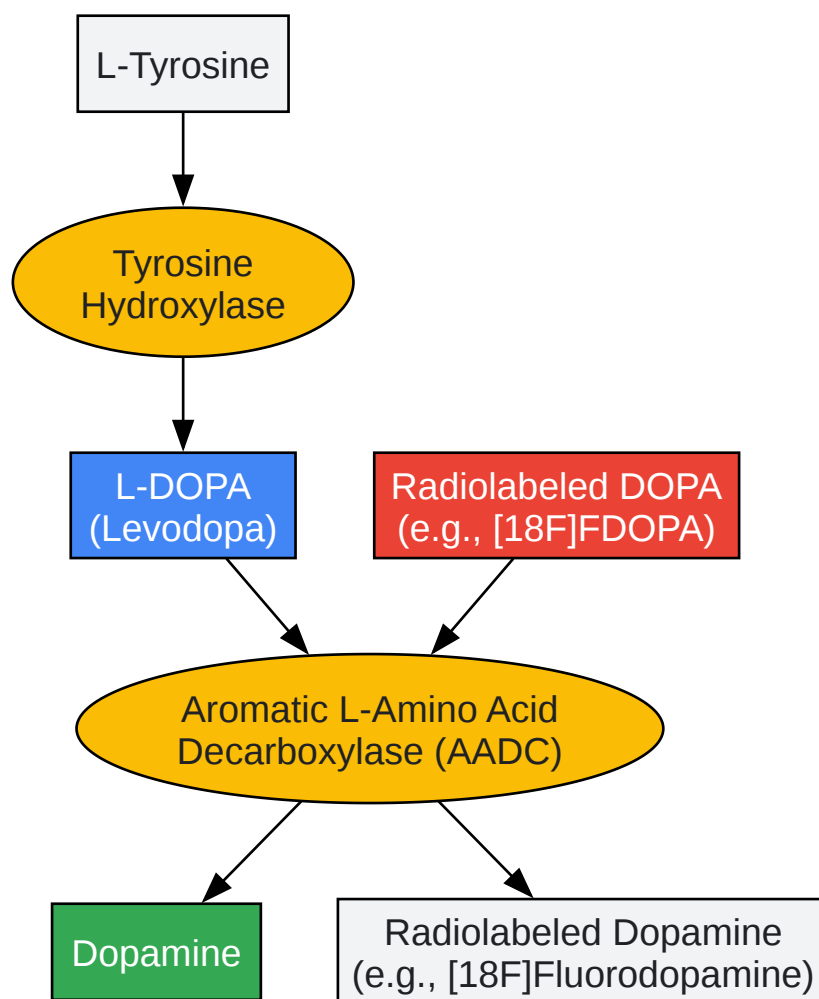 L-Tyrosine
Tyrosine
Hydroxylase
L-DOPA
(Levodopa)
Radiolabeled DOPA
(e.g., [18F]FDOPA)
Aromatic L-Amino Acid
Decarboxylase (AADC)
Dopamine
Radiolabeled Dopamine
(e.g., [18F]Fluorodopamine)